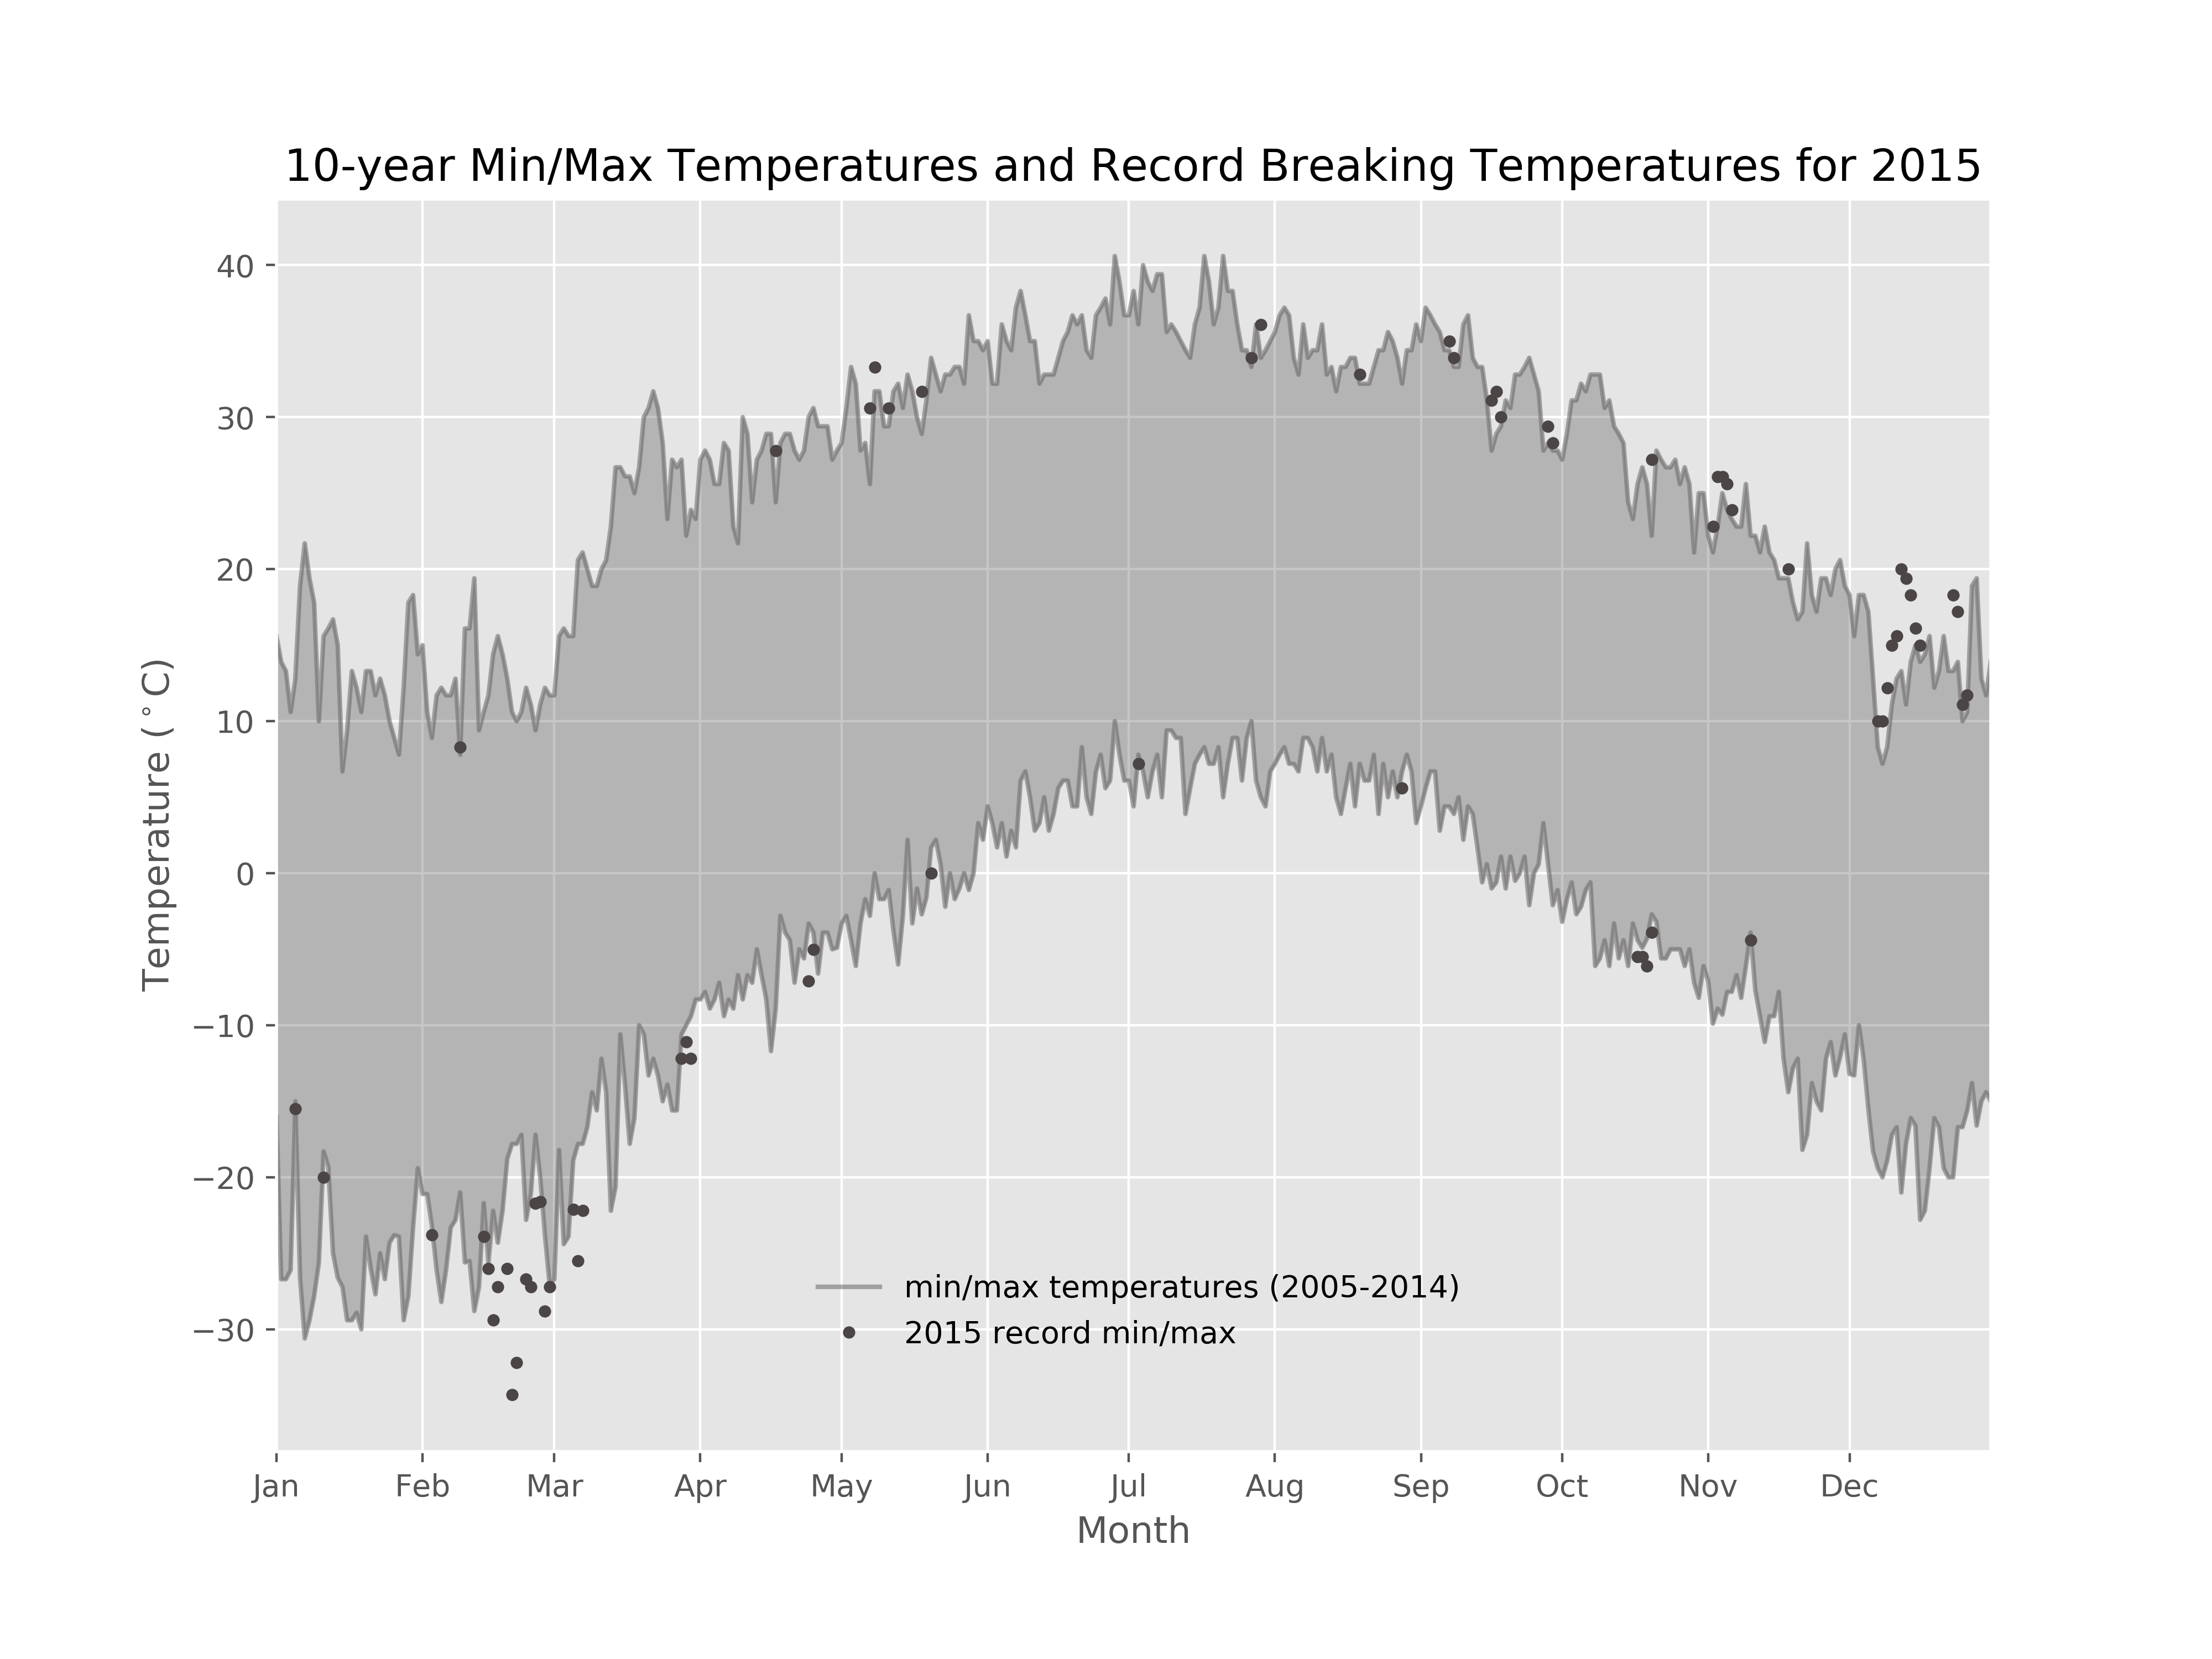 10-year Min/Max Temperatures and Record Breaking Temperatures for 2015
Temperature (°C)
40
30
20
10
0
−10
−20
−30
min/max temperatures (2005-2014)
2015 record min/max
Jan Feb Mar Apr May Jun Jul Aug Sep Oct Nov Dec
Month